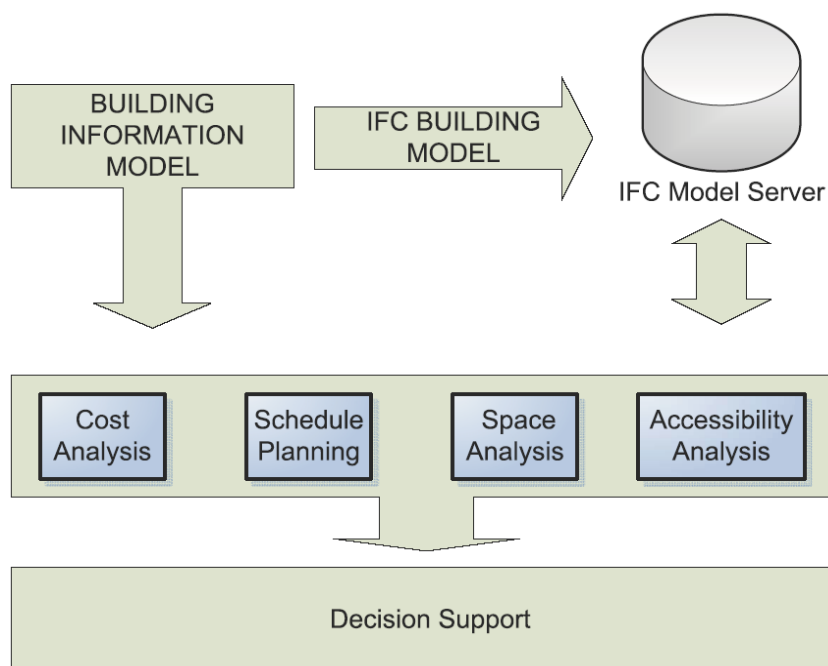 BUILDING
INFORMATION
MODEL
IFC BUILDING
MODEL
IFC Model Server
Cost
Analysis
Schedule
Planning
Space
Analysis
Accessibility
Analysis
Decision Support